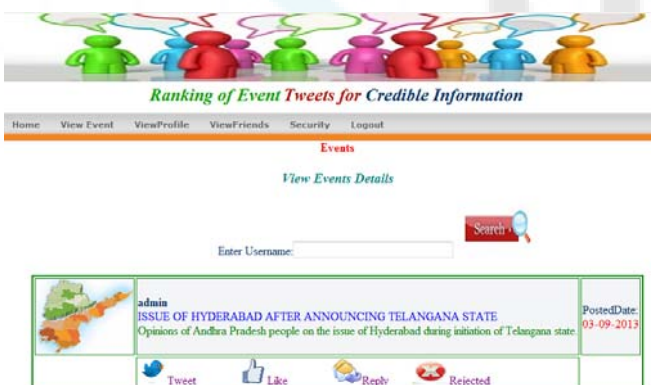 Ranking of Event Tweets for Credible Information
Home View Event ViewProfile ViewFriends Security Logout
Events
View Events Details
Search
Enter Username:
admin
ISSUE OF HYDERABAD AFTER ANNOUNCING TELANGANA STATE
Opinions of Andhra Pradesh people on the issue of Hyderabad during initiation of Telangana state
PostedDate:
03-09-2013
Tweet Like Reply Rejected